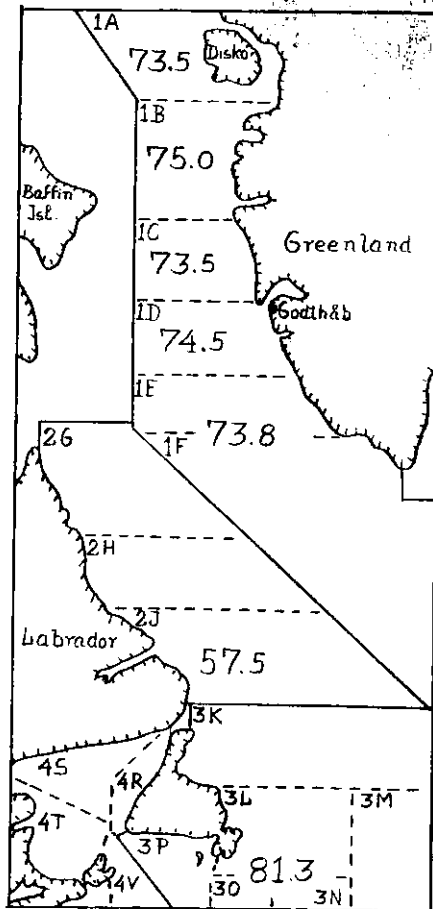 1A
73.5
Disko
1B
75.0
Baffin
Isl.
1C
73.5
Greenland
1D
Godthåb
74.5
1E
73.8
2G
1F
2H
2J
Labrador
57.5
3K
4S
4R
3L
3M
4T
3P
81.3
4V
3O
3N